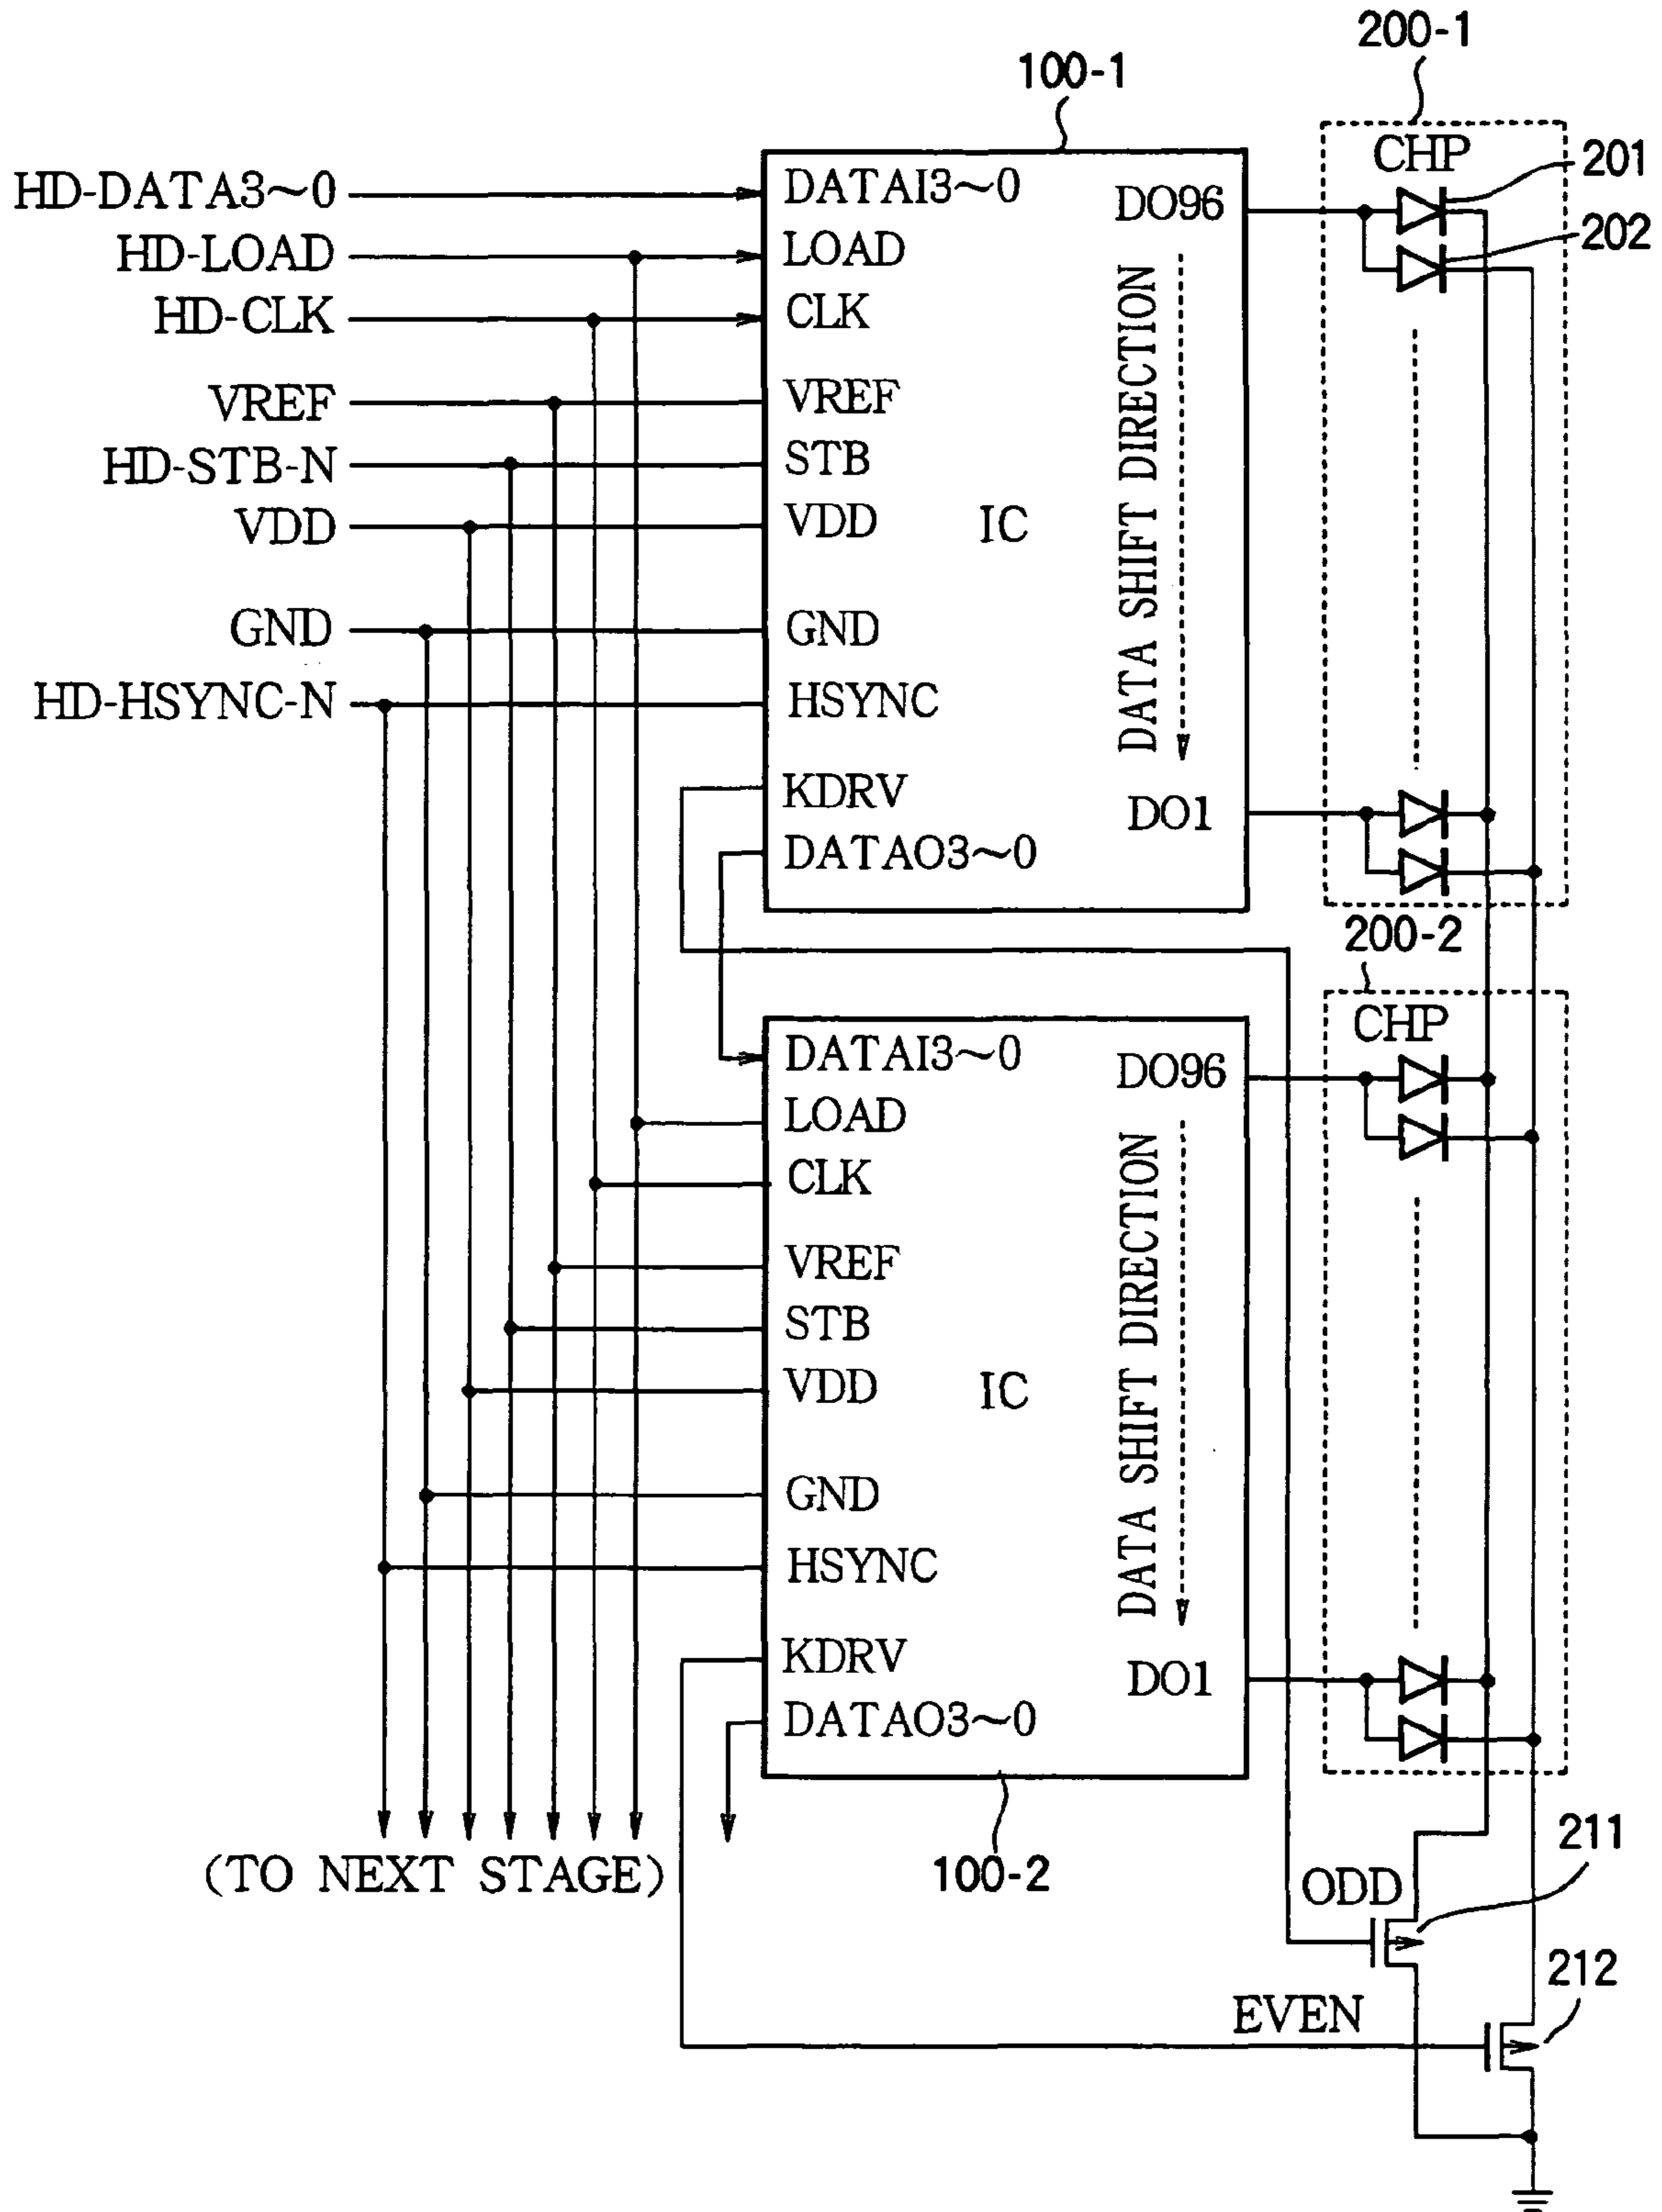 200-1
100-1
CHP
201
202
HD-DATA3~0
HD-LOAD
HD-CLK
VREF
HD-STB-N
VDD
GND
HD-HSYNC-N
DATAI3~0
LOAD
CLK
VREF
STB
VDD
GND
HSYNC
KDRV
DATAO3~0
IC
DO96
DATA SHIFT DIRECTION
DO1
200-2
CHP
DATAI3~0
LOAD
CLK
VREF
STB
VDD
GND
HSYNC
KDRV
DATAO3~0
IC
DO96
DATA SHIFT DIRECTION
DO1
(TO NEXT STAGE)
100-2
211
ODD
212
EVEN